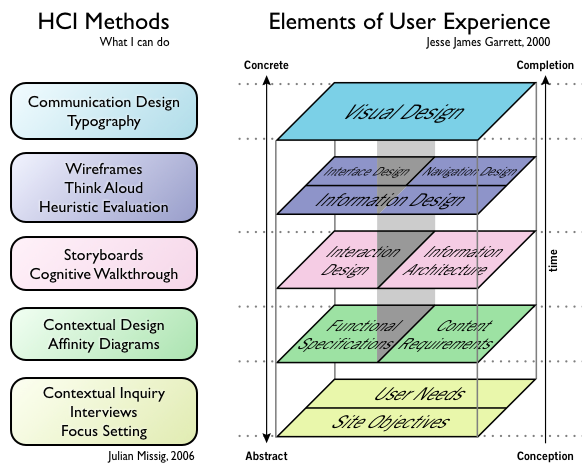 HCI Methods
What I can do
Elements of User Experience
Jesse James Garrett, 2000
Concrete
Completion
Communication Design
Typography
Visual Design
Wireframes
Think Aloud
Heuristic Evaluation
Interface Design
Navigation Design
Information Design
Storyboards
Cognitive Walkthrough
Interaction
Design
Information
Architecture
time
Contextual Design
Affinity Diagrams
Functional
Specifications
Content
Requirements
Contextual Inquiry
Interviews
Focus Setting
User Needs
Site Objectives
Julian Missig, 2006
Abstract
Conception